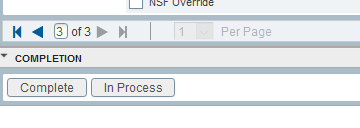 NSF Override
3 of 3 1 Per Page
COMPLETION
Complete In Process